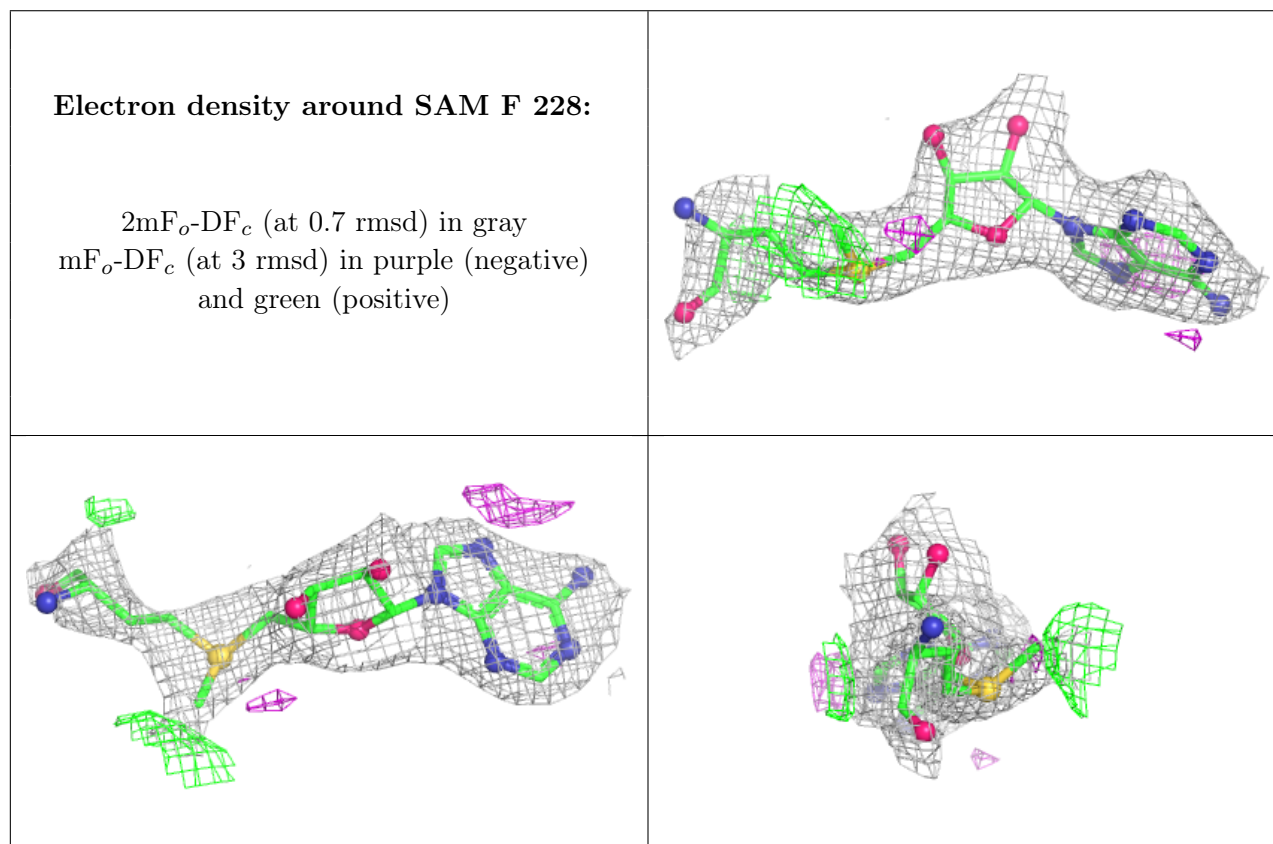 Electron density around SAM F 228:
2mFo-DFc (at 0.7 rmsd) in gray
mFo-DFc (at 3 rmsd) in purple (negative)
and green (positive)